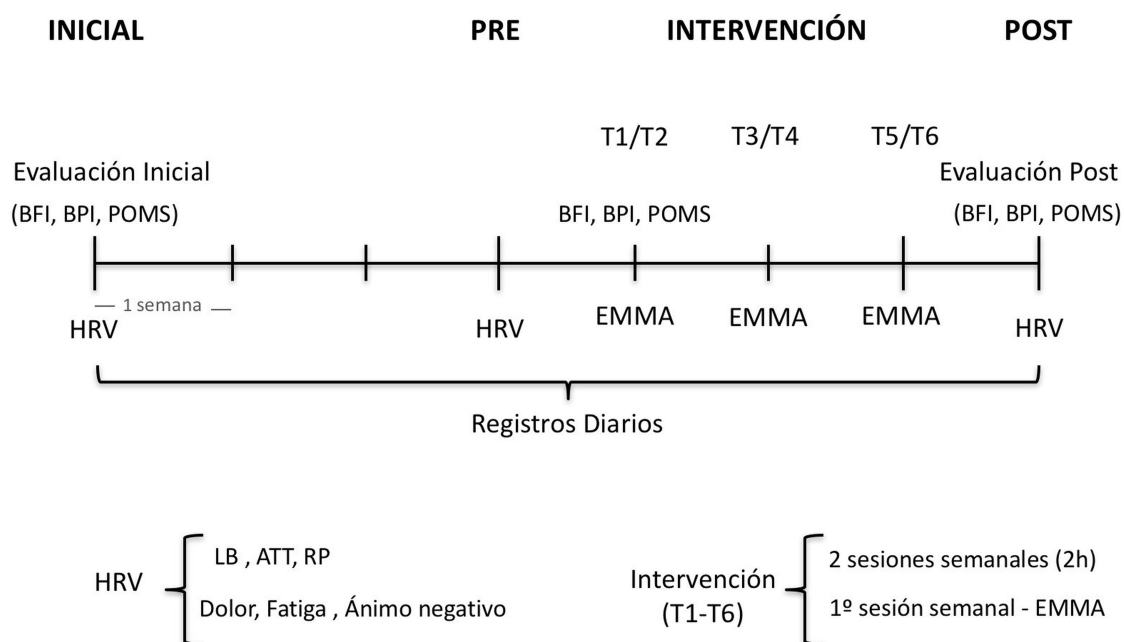 INICIAL PRE INTERVENCIÓN POST
T1/T2 T3/T4 T5/T6
Evaluación Inicial Evaluación Post
(BFI, BPI, POMS) BFI, BPI, POMS (BFI, BPI, POMS)
1 semana
HRV HRV EMMA EMMA EMMA HRV
Registros Diarios
HRV
LB , ATT, RP
Dolor, Fatiga , Ánimo negativo
Intervención
(T1-T6)
2 sesiones semanales (2h)
1º sesión semanal - EMMA